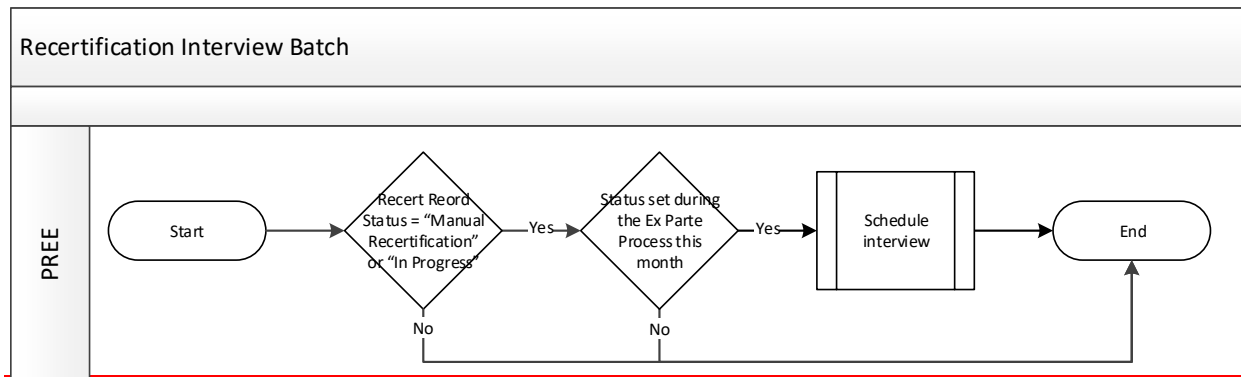 Recertification Interview Batch
PREE
Start
Recert Reord
Status = “Manual
Recertification”
or “In Progress”
Yes
Status set during
the Ex Parte
Process this
month
Yes
Schedule
interview
End
No
No